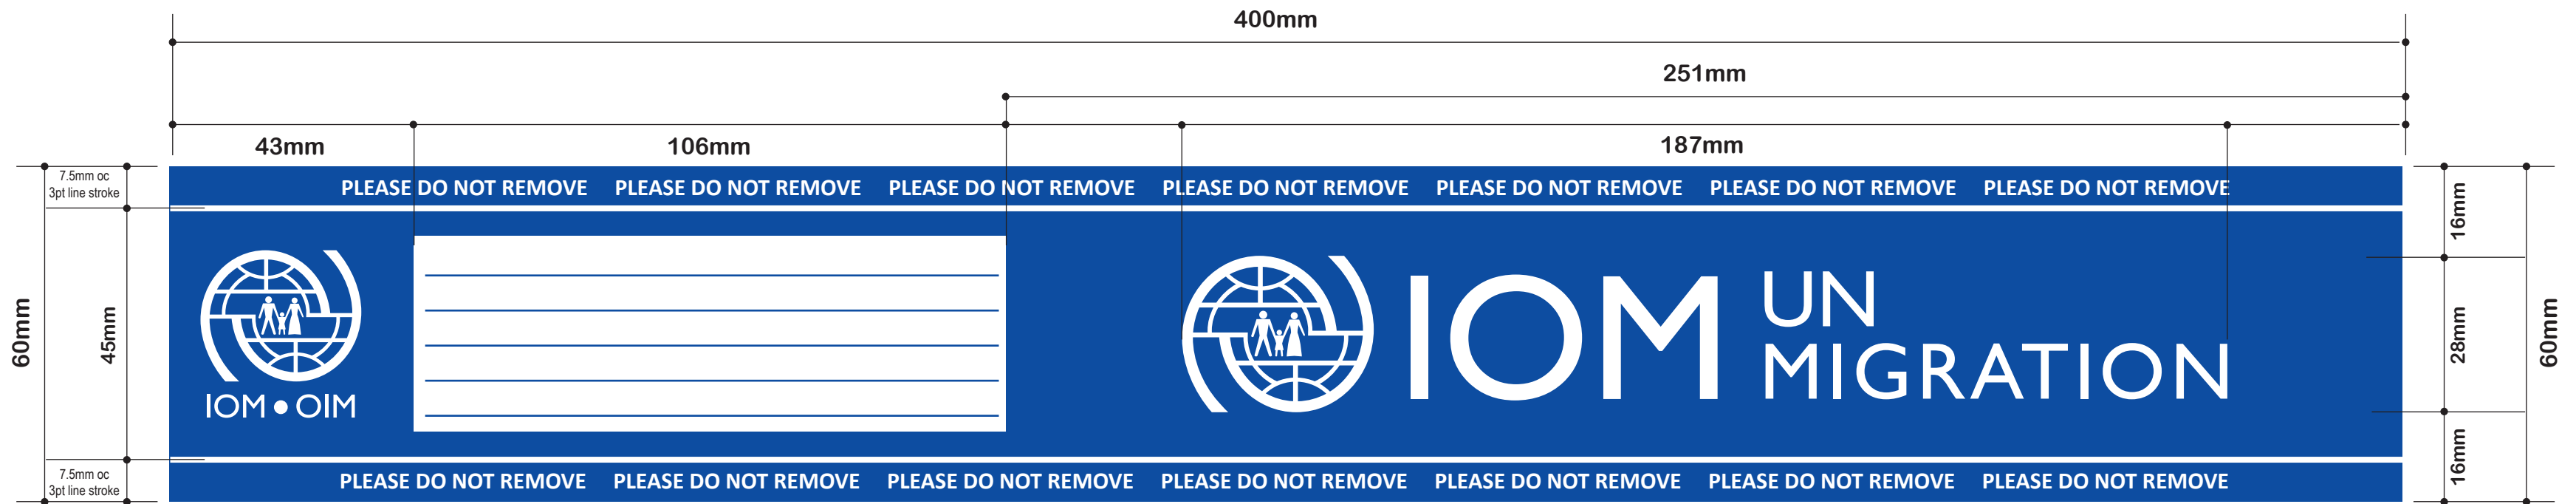 400mm
251mm
43mm
106mm
187mm
7.5mm oc
3pt line stroke
PLEASE DO NOT REMOVE PLEASE DO NOT REMOVE PLEASE DO NOT REMOVE PLEASE DO NOT REMOVE PLEASE DO NOT REMOVE PLEASE DO NOT REMOVE PLEASE DO NOT REMOVE
16mm
60mm
45mm
IOM • OIM
IOM
UN
MIGRATION
28mm
60mm
7.5mm oc
3pt line stroke
PLEASE DO NOT REMOVE PLEASE DO NOT REMOVE PLEASE DO NOT REMOVE PLEASE DO NOT REMOVE PLEASE DO NOT REMOVE PLEASE DO NOT REMOVE PLEASE DO NOT REMOVE
16mm